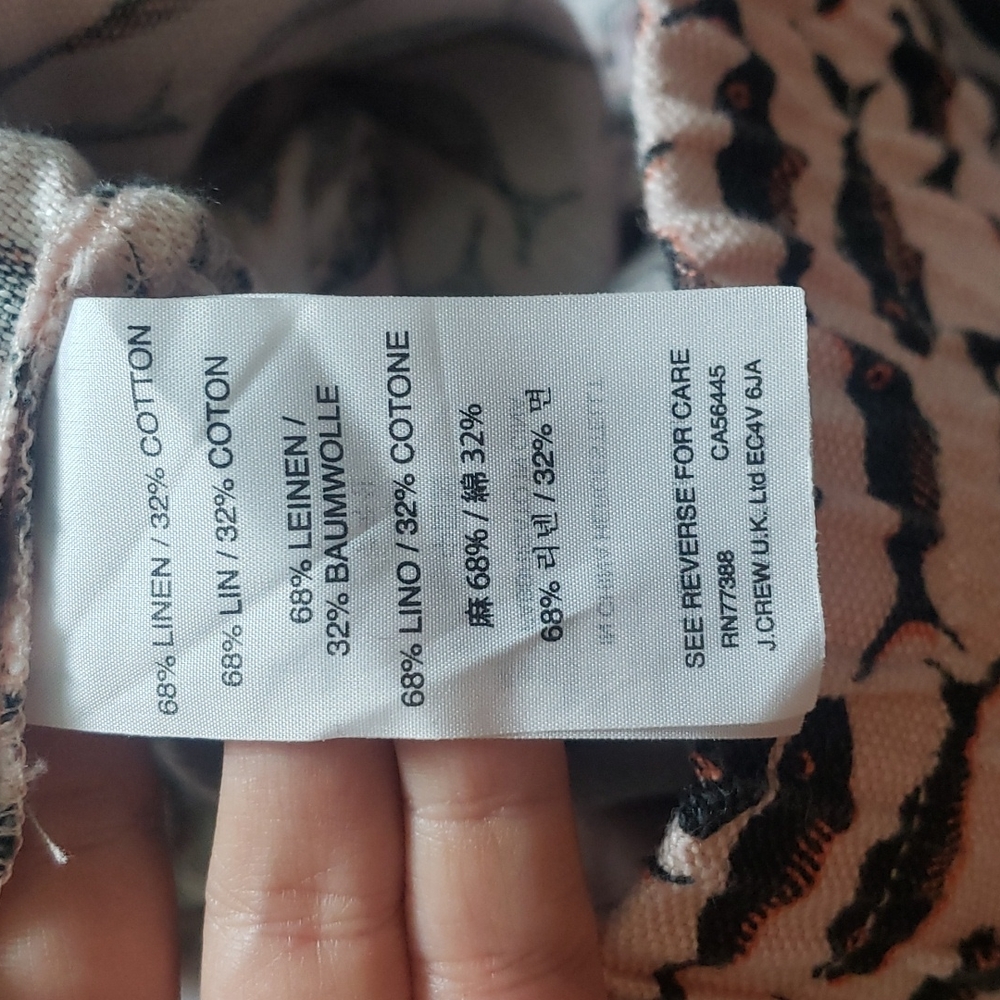 68% LINEN / 32% COTTON
68% LIN / 32% COTON
68% LEINEN /
32% BAUMWOLLE
68% LINO / 32% COTONE
麻 68% / 綿 32%
68% 리넨 / 32% 면
SEE REVERSE FOR CARE
RN77388 CA56445
J.CREW U.K. Ltd EC4V 6JA